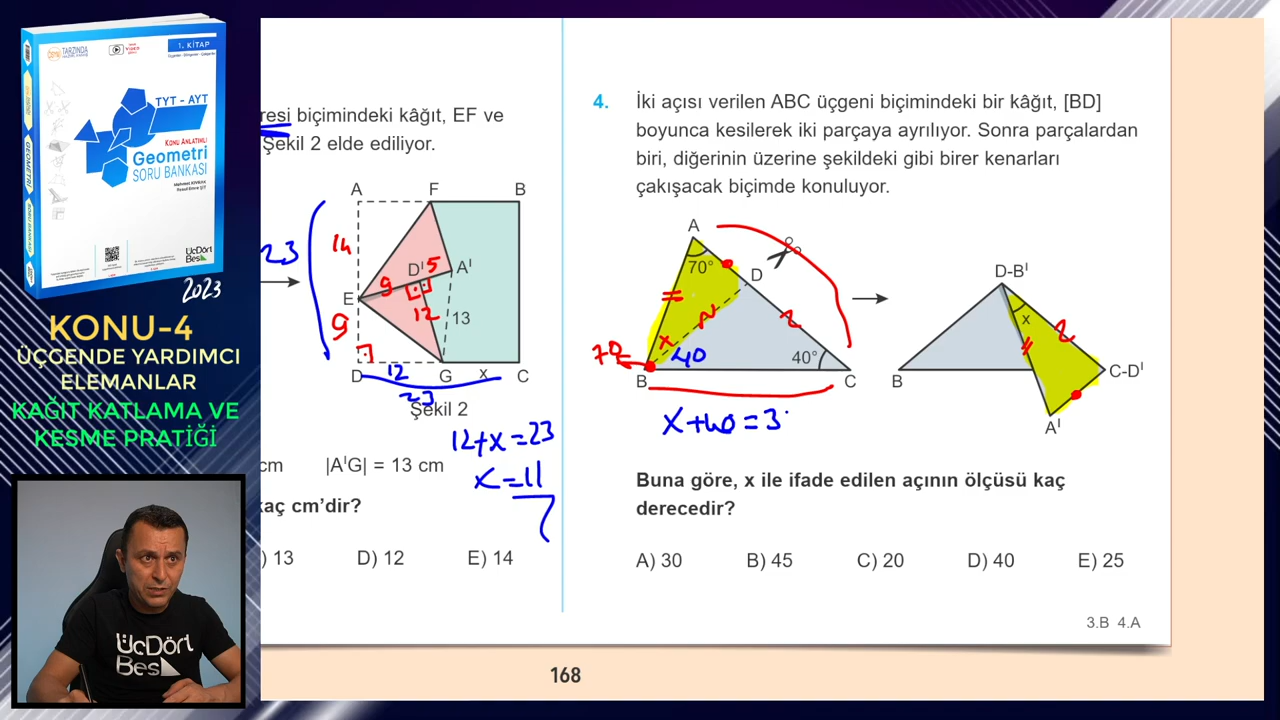 TARZINDA
1. KİTAP
TYT - AYT
KONU ANLATIMLI
Geometri
SORU BANKASI
GEOMETRİ
ÜçDört
Beş
2023
KONU-4
ÜÇGENDE YARDIMCI
ELEMANLAR
KAĞIT KATLAMA VE
KESME PRATİĞİ
ÜçDört
Beş
resi biçimindeki kâğıt, EF ve
Şekil 2 elde ediliyor.
A F B
23
14
D' 5 A'
9
E
12
9
13
D 12 G x C
23
Şekil 2
12+x=23
x=11
cm |A'G| = 13 cm
kaç cm'dir?
) 13 D) 12 E) 14
4. İki açısı verilen ABC üçgeni biçimindeki bir kâğıt, [BD]
boyunca kesilerek iki parçaya ayrılıyor. Sonra parçalardan
biri, diğerinin üzerine şekildeki gibi birer kenarları
çakışacak biçimde konuluyor.
A
70°
D
x
40
70
40°
B C
x+40=3
D-B'
x
C-D'
B
A'
Buna göre, x ile ifade edilen açının ölçüsü kaç
derecedir?
A) 30 B) 45 C) 20 D) 40 E) 25
3.B 4.A
168